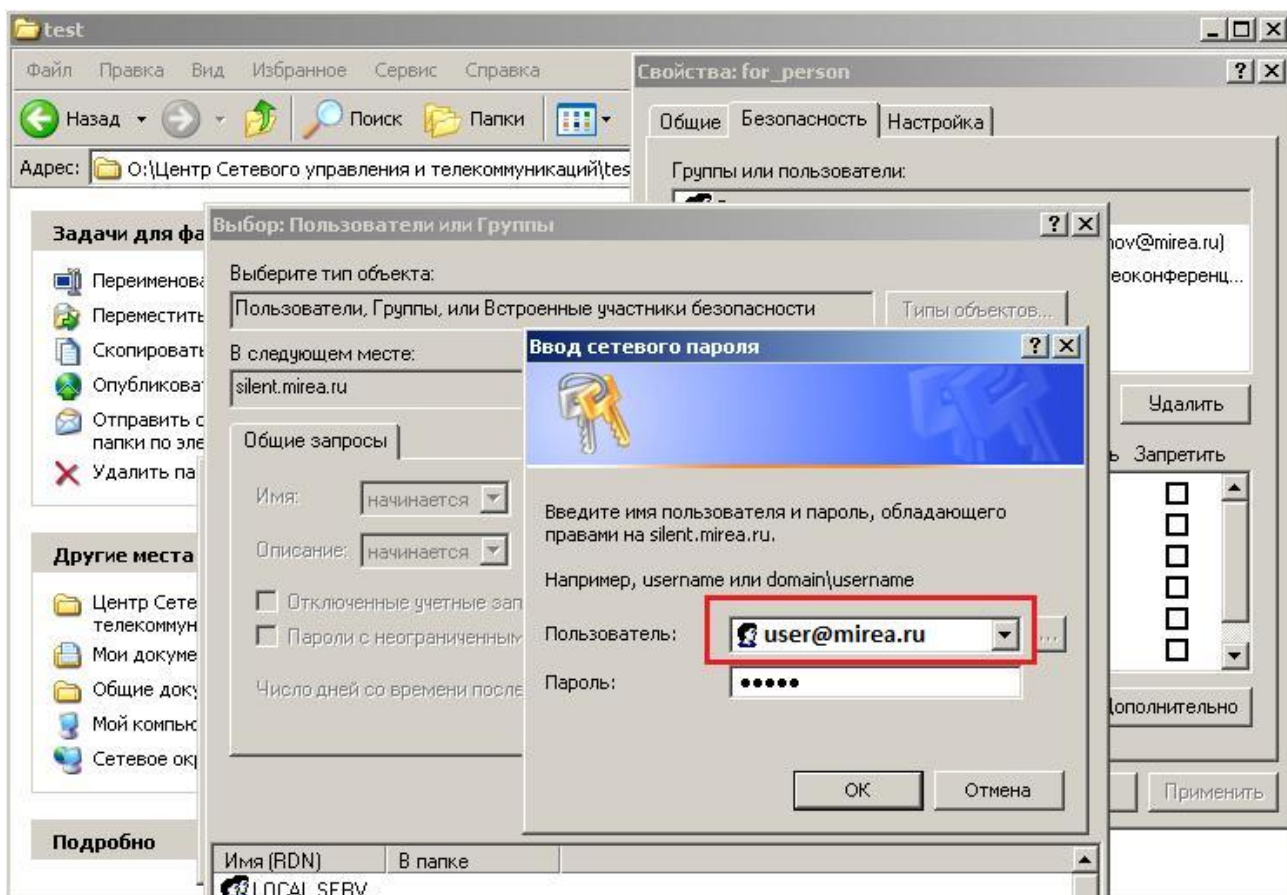 test
Файл Правка Вид Избранное Сервис Справка
Назад Поиск Папки
Адрес: O:\Центр Сетевого управления и телекоммуникаций\tes
Задачи для фа
Переименова
Переместить
Скопировать
Опубликоват
Отправить с
папки по эле
Удалить па
Другие места
Центр Сете
телекоммун
Мои докуме
Общие доку
Мой компьк
Сетевое окр
Подробно
Свойства: for_person
Общие Безопасность Настройка
Группы или пользователи:
nov@mirea.ru)
еоконференц...
Удалить
ь Запретить
Дополнительно
Применить
Выбор: Пользователи или Группы
Выберите тип объекта:
Пользователи, Группы, или Встроенные участники безопасности
Типы объектов...
В следующем месте:
silent.mirea.ru
Общие запросы
Имя: начинается
Описание: начинается
Отключенные учетные зап
Пароли с неограниченным
Число дней со времени после
Имя (RDN) В папке
LOCAL SERV
Ввод сетевого пароля
Введите имя пользователя и пароль, обладающего
правами на silent.mirea.ru.
Например, username или domain\username
Пользователь: user@mirea.ru ...
Пароль: •••••
OK Отмена